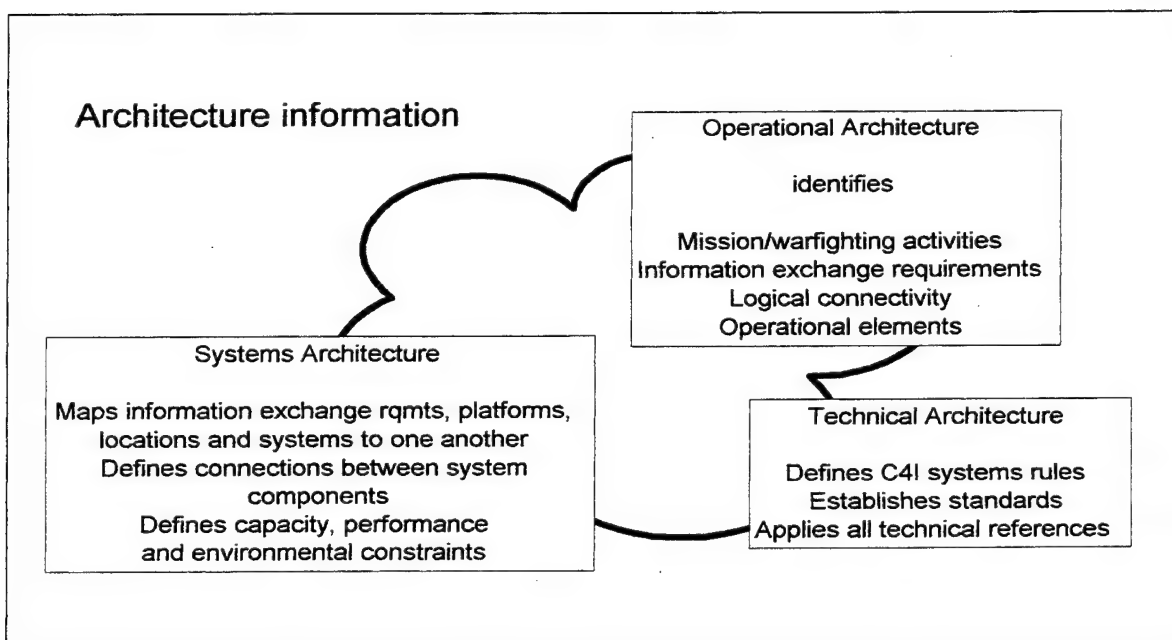 Architecture information
Operational Architecture
identifies
Mission/warfighting activities
Information exchange requirements
Logical connectivity
Operational elements
Systems Architecture
Maps information exchange rqmts, platforms,
locations and systems to one another
Defines connections between system
components
Defines capacity, performance
and environmental constraints
Technical Architecture
Defines C4I systems rules
Establishes standards
Applies all technical references